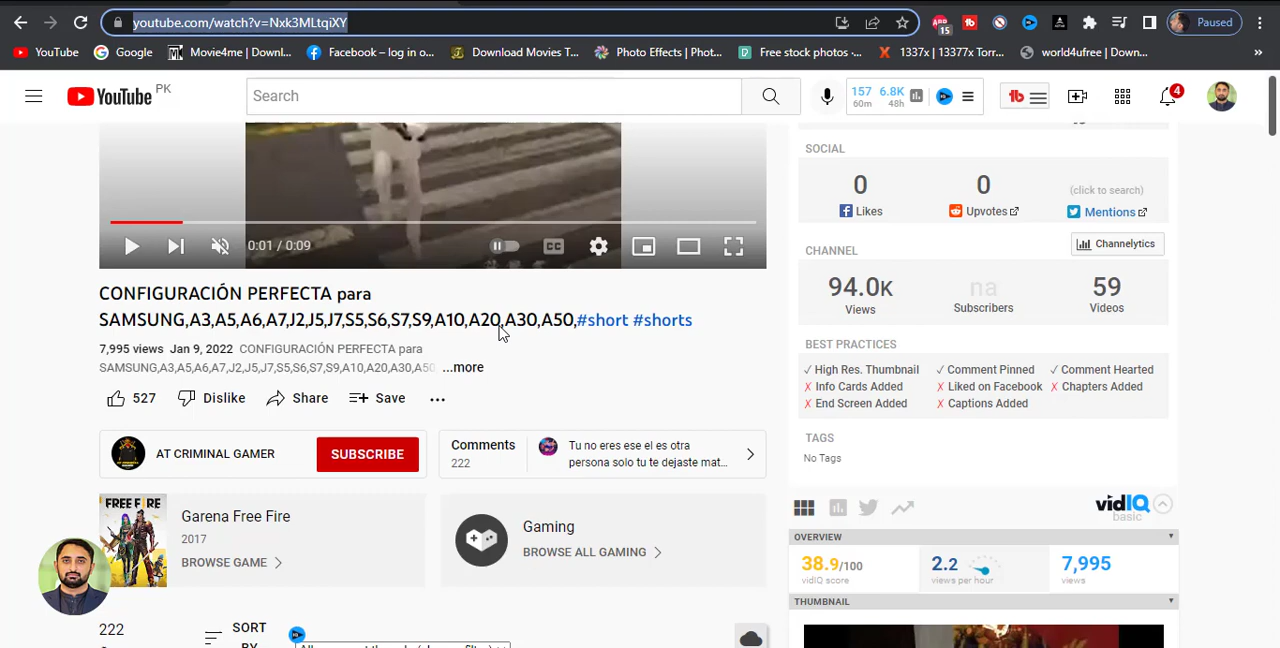 youtube.com/watch?v=Nxk3MLtqiXY
15
Paused
YouTube
Google
Movie4me | Downl...
Facebook – log in o...
Download Movies T...
Photo Effects | Phot...
Free stock photos -...
1337x | 13377x Torr...
world4ufree | Down...
»
YouTube PK
Search
157 6.8K
60m 48h
4
SOCIAL
0 0 (click to search)
Likes Upvotes Mentions
CHANNEL Channelytics
94.0K na 59
Views Subscribers Videos
BEST PRACTICES
✓ High Res. Thumbnail ✓ Comment Pinned ✓ Comment Hearted
✗ Info Cards Added ✗ Liked on Facebook ✗ Chapters Added
✗ End Screen Added ✗ Captions Added
TAGS
No Tags
vidIQ
basic
OVERVIEW
38.9/100 2.2 7,995
vidIQ score views per hour views
THUMBNAIL
0:01 / 0:09
CC
CONFIGURACIÓN PERFECTA para
SAMSUNG,A3,A5,A6,A7,J2,J5,J7,S5,S6,S7,S9,A10,A20,A30,A50,#short #shorts
7,995 views Jan 9, 2022 CONFIGURACIÓN PERFECTA para
SAMSUNG,A3,A5,A6,A7,J2,J5,J7,S5,S6,S7,S9,A10,A20,A30,A50 ...more
527 Dislike Share Save ...
AT CRIMINAL GAMER SUBSCRIBE
Comments
222
Tu no eres ese el es otra
persona solo tu te dejaste mat...
FREE FIRE
Garena Free Fire
2017
BROWSE GAME
Gaming
BROWSE ALL GAMING
222
SORT